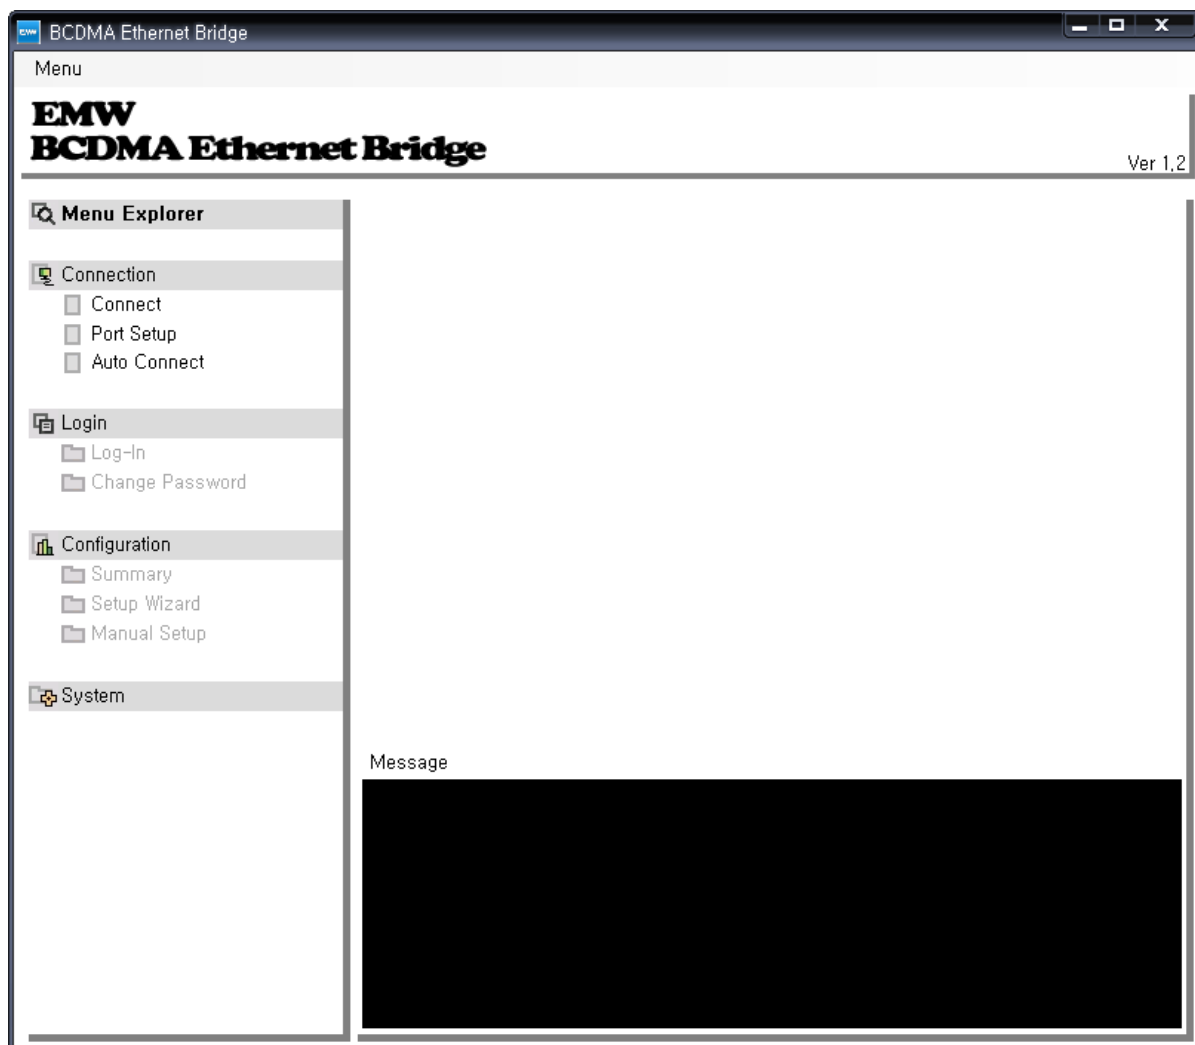 EMW
BCDMA Ethernet Bridge
Menu
EMW
BCDMA Ethernet Bridge
Ver 1.2
Menu Explorer
Connection
Connect
Port Setup
Auto Connect
Login
Log-In
Change Password
Configuration
Summary
Setup Wizard
Manual Setup
System
Message